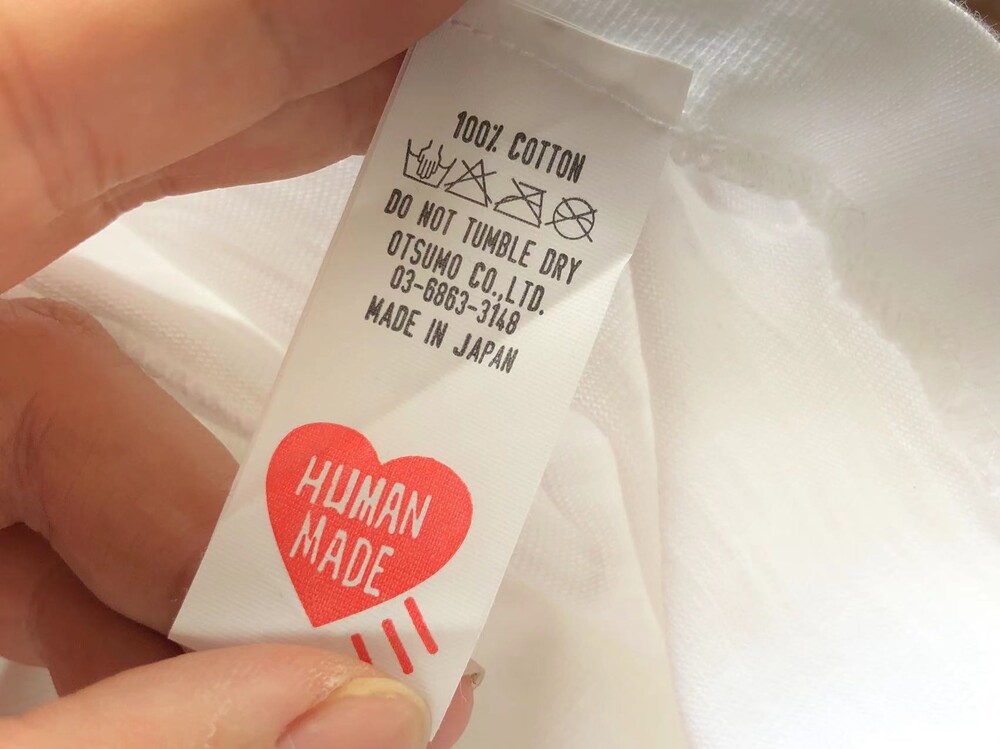 100% COTTON
DO NOT TUMBLE DRY
OTSUMO CO.,LTD.
03-6863-3148
MADE IN JAPAN
HUMAN
MADE